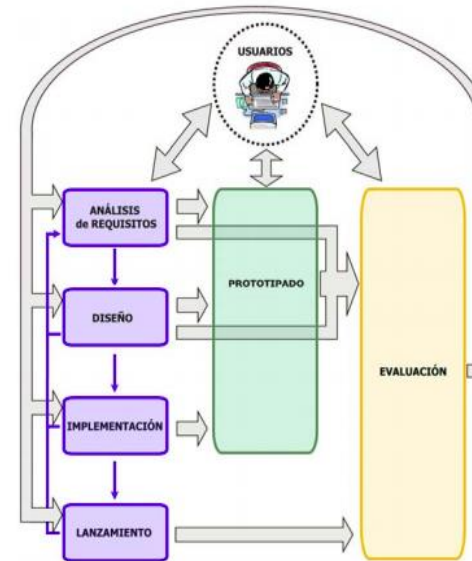 USUARIOS
ANÁLISIS
de REQUISITOS
PROTOTIPADO
DISEÑO
EVALUACIÓN
IMPLEMENTACIÓN
LANZAMIENTO